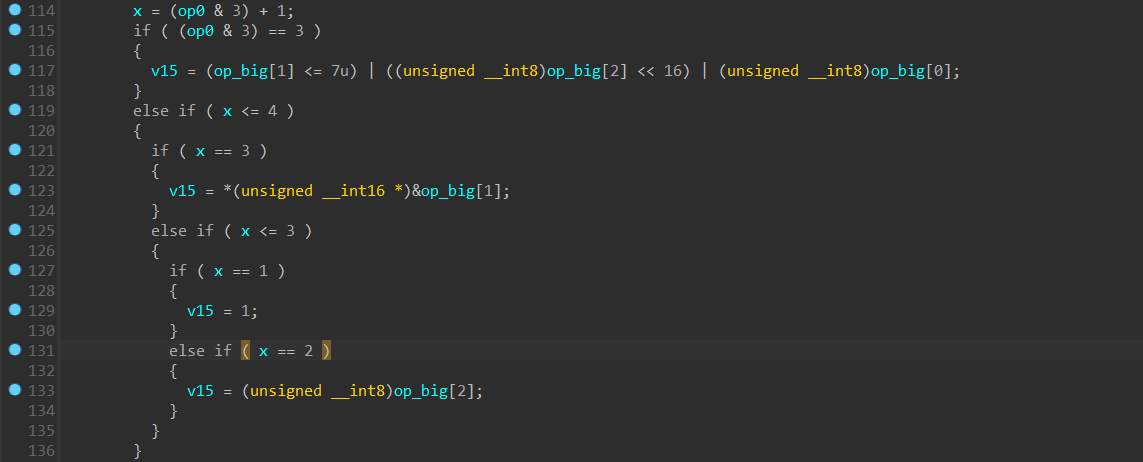 114 x = (op0 & 3) + 1;
115 if ( (op0 & 3) == 3 )
116 {
117 v15 = (op_big[1] <= 7u) | ((unsigned __int8)op_big[2] << 16) | (unsigned __int8)op_big[0];
118 }
119 else if ( x <= 4 )
120 {
121 if ( x == 3 )
122 {
123 v15 = *(unsigned __int16 *)&op_big[1];
124 }
125 else if ( x <= 3 )
126 {
127 if ( x == 1 )
128 {
129 v15 = 1;
130 }
131 else if ( x == 2 )
132 {
133 v15 = (unsigned __int8)op_big[2];
134 }
135 }
136 }